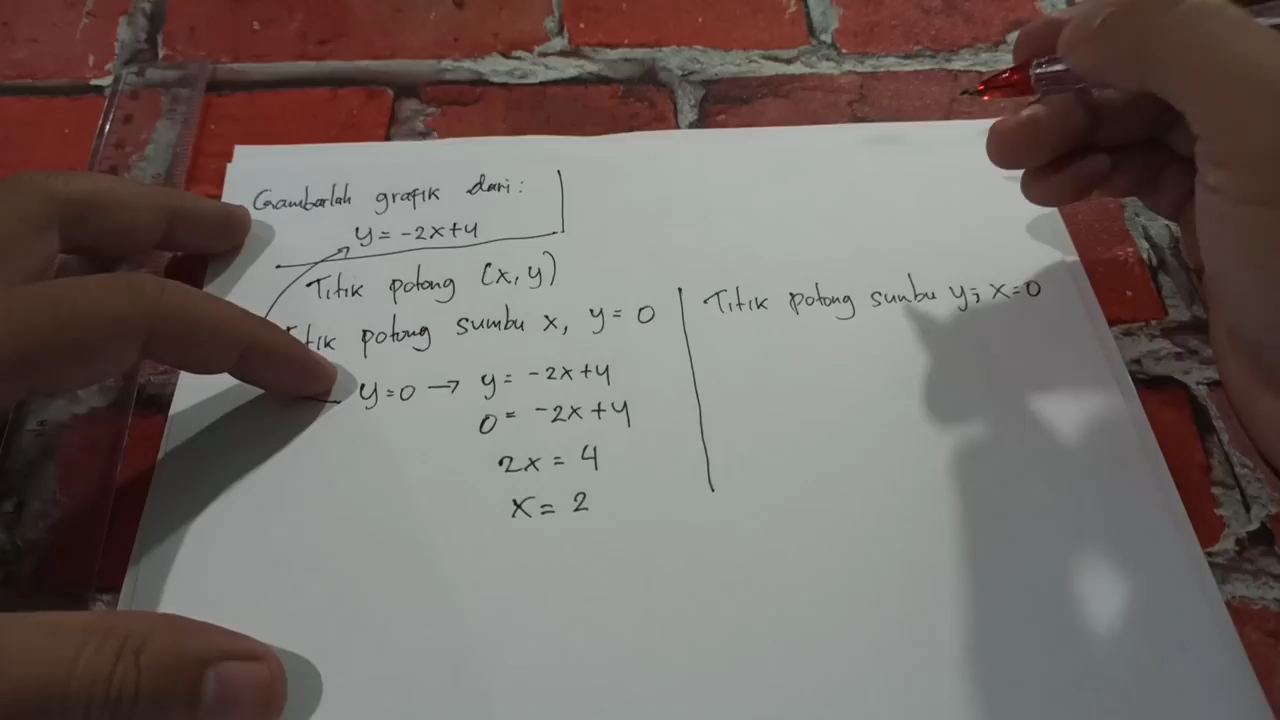 Gambarlah grafik dari:
y = -2x+4
Titik potong (x, y)
potong sumbu x, y = 0
y=0 → y = -2x+4
0 = -2x+4
2x = 4
x = 2
Titik potong sumbu y; x=0